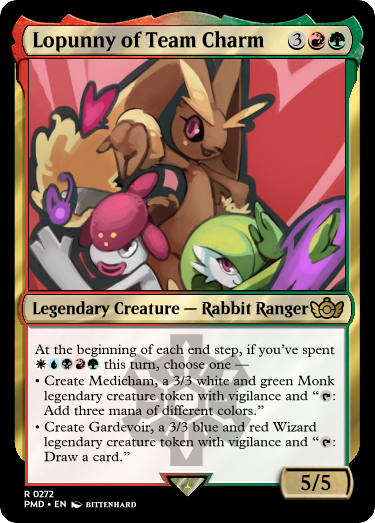 Lopunny of Team Charm 3
Legendary Creature — Rabbit Ranger
At the beginning of each end step, if you've spent
this turn, choose one —
• Create Medicham, a 3/3 white and green Monk
legendary creature token with vigilance and “:
Add three mana of different colors.”
• Create Gardevoir, a 3/3 blue and red Wizard
legendary creature token with vigilance and “:
Draw a card.”
5/5
R 0272
PMD • EN BITTENHARD